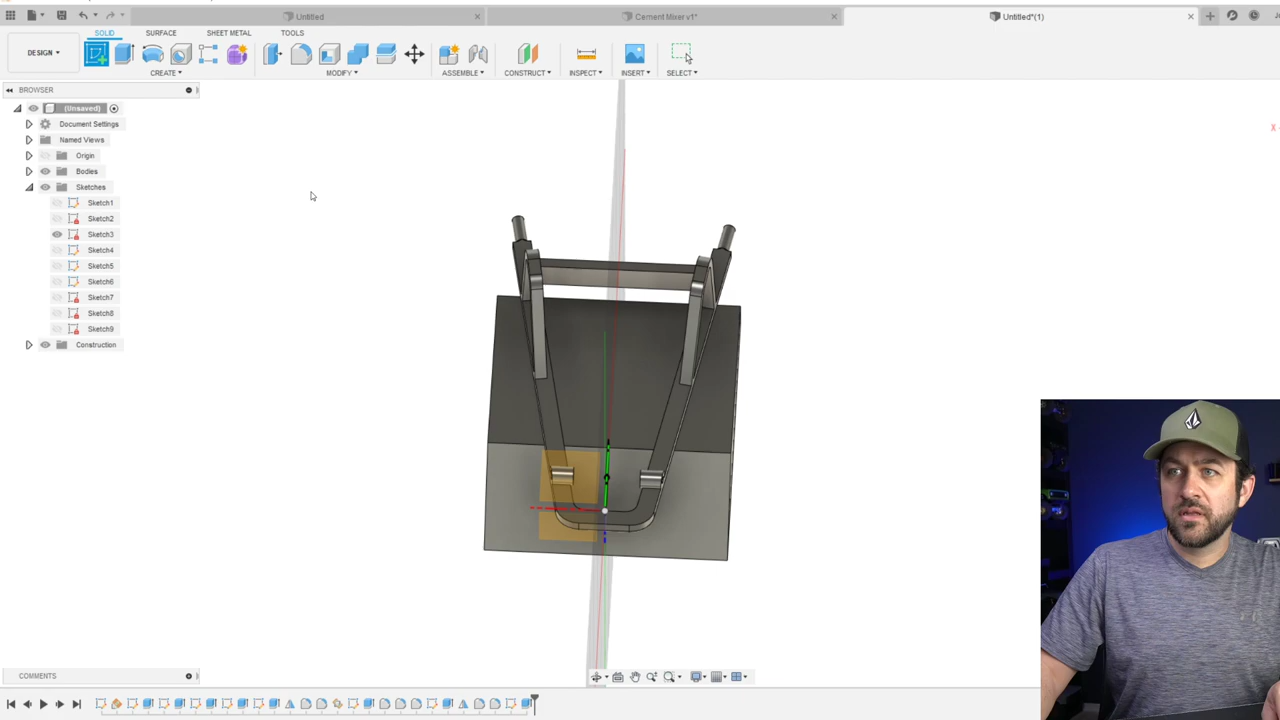 Untitled
Cement Mixer v1*
Untitled*(1)
DESIGN
SOLID
SURFACE
SHEET METAL
TOOLS
CREATE
MODIFY
ASSEMBLE
CONSTRUCT
INSPECT
INSERT
SELECT
BROWSER
(Unsaved)
Document Settings
Named Views
Origin
Bodies
Sketches
Sketch1
Sketch2
Sketch3
Sketch4
Sketch5
Sketch6
Sketch7
Sketch8
Sketch9
Construction
X
COMMENTS